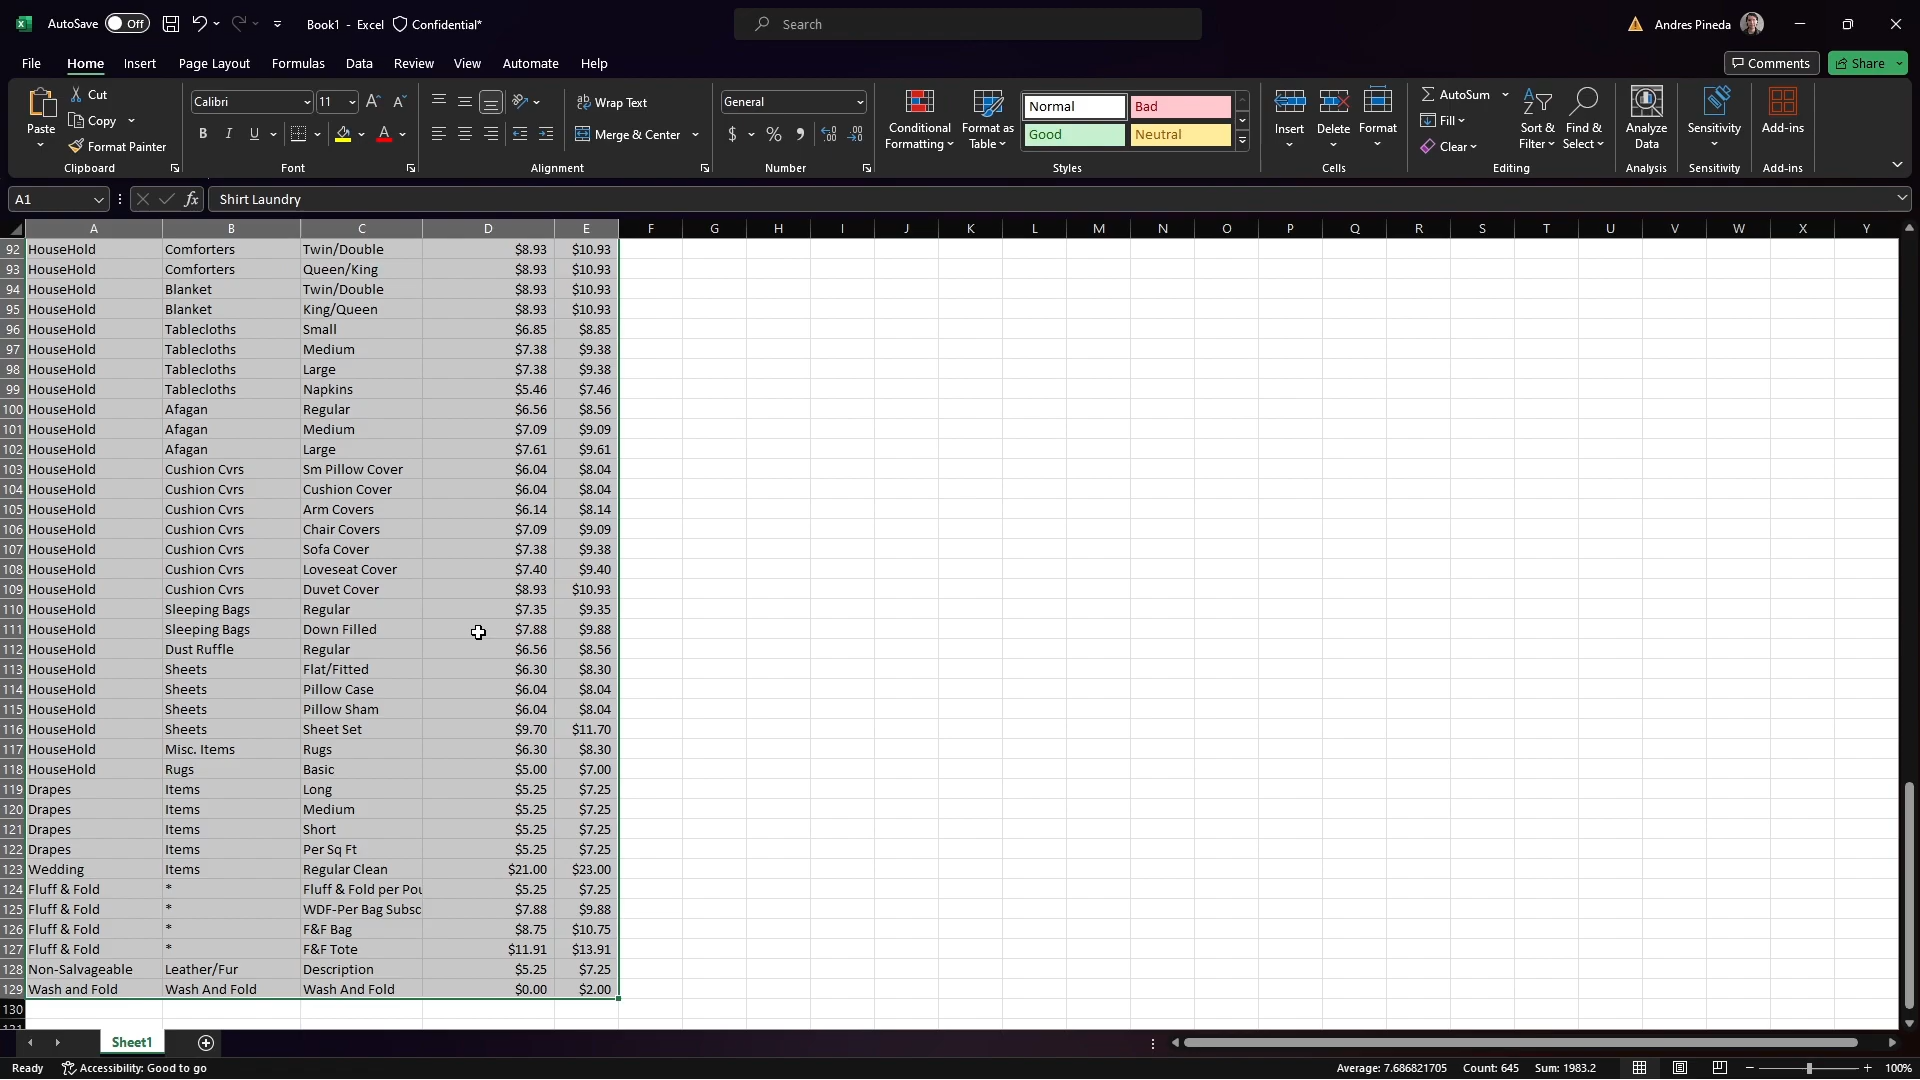 AutoSave Off Book1 - Excel Confidential* Search Andres Pineda
File Home Insert Page Layout Formulas Data Review View Automate Help Comments Share
Paste Cut Copy Format Painter Clipboard
Calibri 11 B I U A Font
Wrap Text Merge & Center Alignment
General $ % , Number
Conditional Formatting Format as Table Normal Bad Good Neutral Styles
Insert Delete Format Cells
AutoSum Fill Clear Sort & Filter Find & Select Editing
Analyze Data Analysis
Sensitivity Sensitivity
Add-ins Add-ins
A1 fx Shirt Laundry
A B C D E F G H I J K L M N O P Q R S T U V W X Y
92 HouseHold Comforters Twin/Double $8.93 $10.93
93 HouseHold Comforters Queen/King $8.93 $10.93
94 HouseHold Blanket Twin/Double $8.93 $10.93
95 HouseHold Blanket King/Queen $8.93 $10.93
96 HouseHold Tablecloths Small $6.85 $8.85
97 HouseHold Tablecloths Medium $7.38 $9.38
98 HouseHold Tablecloths Large $7.38 $9.38
99 HouseHold Tablecloths Napkins $5.46 $7.46
100 HouseHold Afagan Regular $6.56 $8.56
101 HouseHold Afagan Medium $7.09 $9.09
102 HouseHold Afagan Large $7.61 $9.61
103 HouseHold Cushion Cvrs Sm Pillow Cover $6.04 $8.04
104 HouseHold Cushion Cvrs Cushion Cover $6.04 $8.04
105 HouseHold Cushion Cvrs Arm Covers $6.14 $8.14
106 HouseHold Cushion Cvrs Chair Covers $7.09 $9.09
107 HouseHold Cushion Cvrs Sofa Cover $7.38 $9.38
108 HouseHold Cushion Cvrs Loveseat Cover $7.40 $9.40
109 HouseHold Cushion Cvrs Duvet Cover $8.93 $10.93
110 HouseHold Sleeping Bags Regular $7.35 $9.35
111 HouseHold Sleeping Bags Down Filled $7.88 $9.88
112 HouseHold Dust Ruffle Regular $6.56 $8.56
113 HouseHold Sheets Flat/Fitted $6.30 $8.30
114 HouseHold Sheets Pillow Case $6.04 $8.04
115 HouseHold Sheets Pillow Sham $6.04 $8.04
116 HouseHold Sheets Sheet Set $9.70 $11.70
117 HouseHold Misc. Items Rugs $6.30 $8.30
118 HouseHold Rugs Basic $5.00 $7.00
119 Drapes Items Long $5.25 $7.25
120 Drapes Items Medium $5.25 $7.25
121 Drapes Items Short $5.25 $7.25
122 Drapes Items Per Sq Ft $5.25 $7.25
123 Wedding Items Regular Clean $21.00 $23.00
124 Fluff & Fold * Fluff & Fold per Pou $5.25 $7.25
125 Fluff & Fold * WDF-Per Bag Subsc $7.88 $9.88
126 Fluff & Fold * F&F Bag $8.75 $10.75
127 Fluff & Fold * F&F Tote $11.91 $13.91
128 Non-Salvageable Leather/Fur Description $5.25 $7.25
129 Wash and Fold Wash And Fold Wash And Fold $0.00 $2.00
130
Sheet1
Ready Accessibility: Good to go Average: 7.686821705 Count: 645 Sum: 1983.2 100%